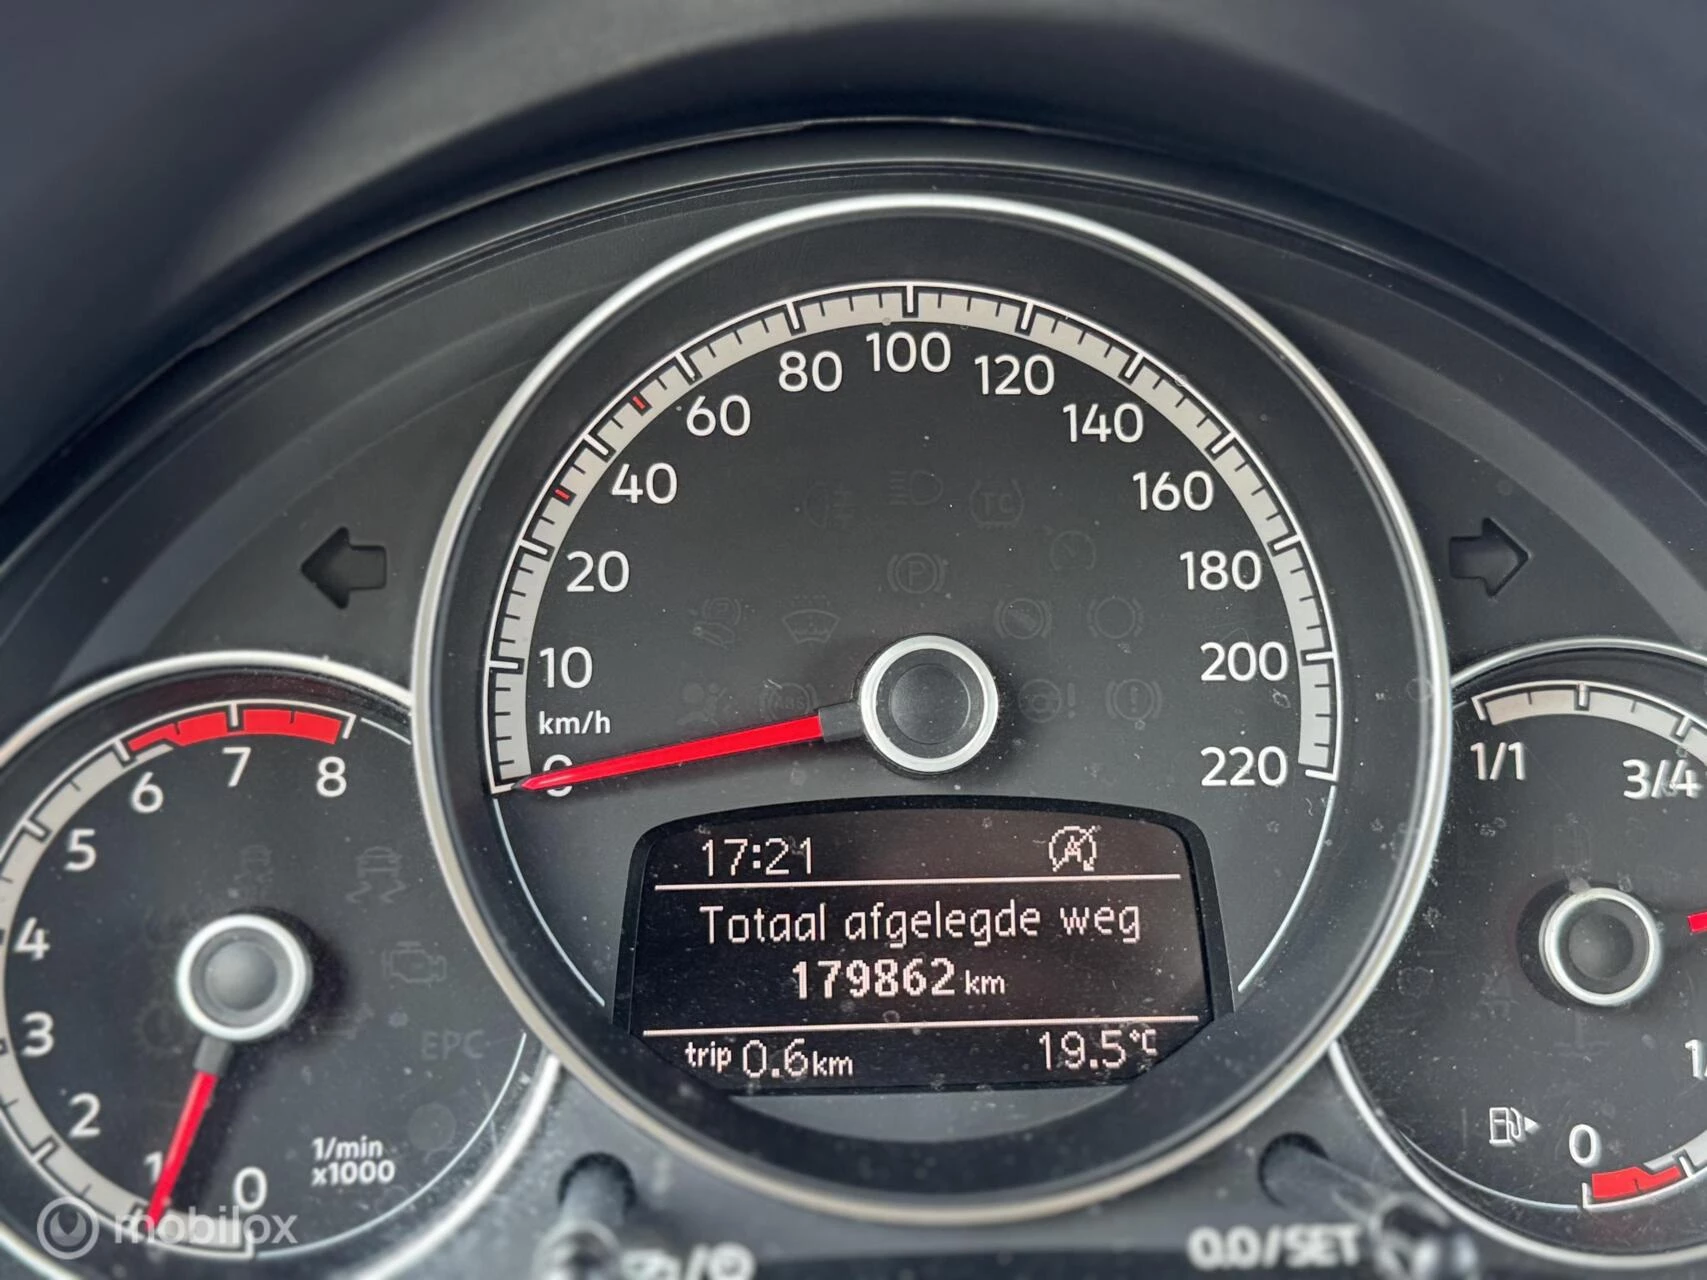 100
80
120
60
140
40
160
20
180
10
200
km/h
0
220
17:21
Totaal afgelegde weg
179862 km
trip 0.6 km
19.5°C
8
7
6
5
4
3
2
1
0
1/min
x1000
EPC
TC
P
ABS
1/1
3/4
0
0.0/SET
mobilox